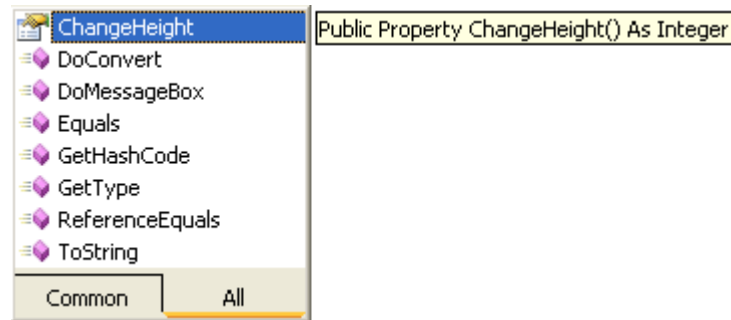 ChangeHeight
Public Property ChangeHeight() As Integer
DoConvert
DoMessageBox
Equals
GetHashCode
GetType
ReferenceEquals
ToString
Common
All